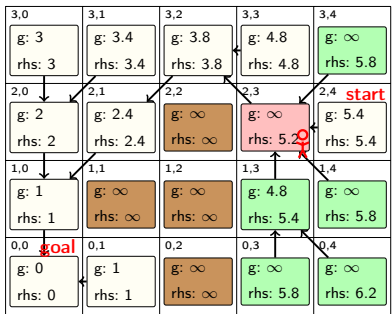 3,0 3,1 3,2 3,3 3,4
g: 3 g: 3.4 g: 3.8 g: 4.8 g: ∞
rhs: 3 rhs: 3.4 rhs: 3.8 rhs: 4.8 rhs: 5.8
2,0 2,1 2,2 2,3 2,4 start
g: 2 g: 2.4 g: ∞ g: ∞ g: 5.4
rhs: 2 rhs: 2.4 rhs: ∞ rhs: 5.2 rhs: 5.4
1,0 1,1 1,2 1,3 1,4
g: 1 g: ∞ g: ∞ g: 4.8 g: ∞
rhs: 1 rhs: ∞ rhs: ∞ rhs: 5.4 rhs: 5.8
0,0 goal 0,1 0,2 0,3 0,4
g: 0 g: 1 g: ∞ g: ∞ g: ∞
rhs: 0 rhs: 1 rhs: ∞ rhs: 5.8 rhs: 6.2